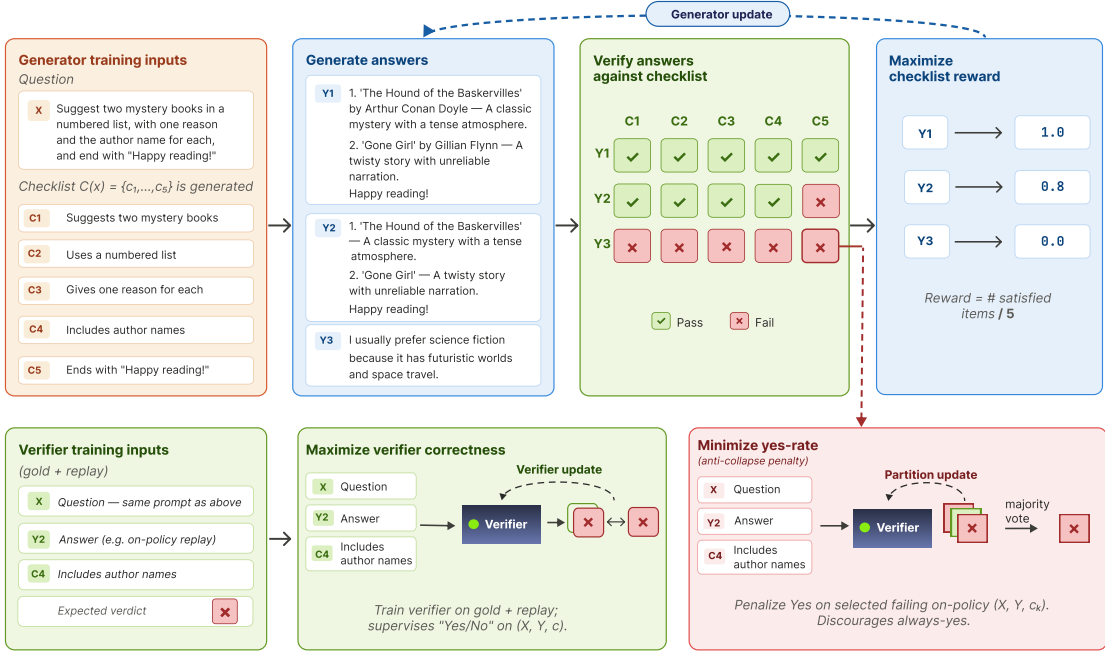 Generator update
Generator training inputs
Question
X
Suggest two mystery books in a
numbered list, with one reason
and the author name for each,
and end with "Happy reading!"
Checklist C(x) = {c₁,...,c₅} is generated
C1 Suggests two mystery books
C2 Uses a numbered list
C3 Gives one reason for each
C4 Includes author names
C5 Ends with "Happy reading!"
Generate answers
Y1 1. 'The Hound of the Baskervilles'
by Arthur Conan Doyle — A classic
mystery with a tense atmosphere.
2. 'Gone Girl' by Gillian Flynn — A
twisty story with unreliable
narration.
Happy reading!
Y2 1. 'The Hound of the Baskervilles'
— A classic mystery with a tense
atmosphere.
2. 'Gone Girl' — A twisty story
with unreliable narration.
Happy reading!
Y3 I usually prefer science fiction
because it has futuristic worlds
and space travel.
Verify answers
against checklist
C1 C2 C3 C4 C5
Y1
Y2
Y3
Pass Fail
Maximize
checklist reward
Y1 1.0
Y2 0.8
Y3 0.0
Reward = # satisfied
items / 5
Verifier training inputs
(gold + replay)
X Question — same prompt as above
Y2 Answer (e.g. on-policy replay)
C4 Includes author names
Expected verdict
Maximize verifier correctness
Verifier update
X Question
Y2 Answer
C4 Includes
author names
Verifier
Train verifier on gold + replay;
supervises "Yes/No" on (X, Y, c).
Minimize yes-rate
(anti-collapse penalty)
Partition update
X Question
Y2 Answer
C4 Includes
author names
Verifier
majority
vote
Penalize Yes on selected failing on-policy (X, Y, cₖ).
Discourages always-yes.